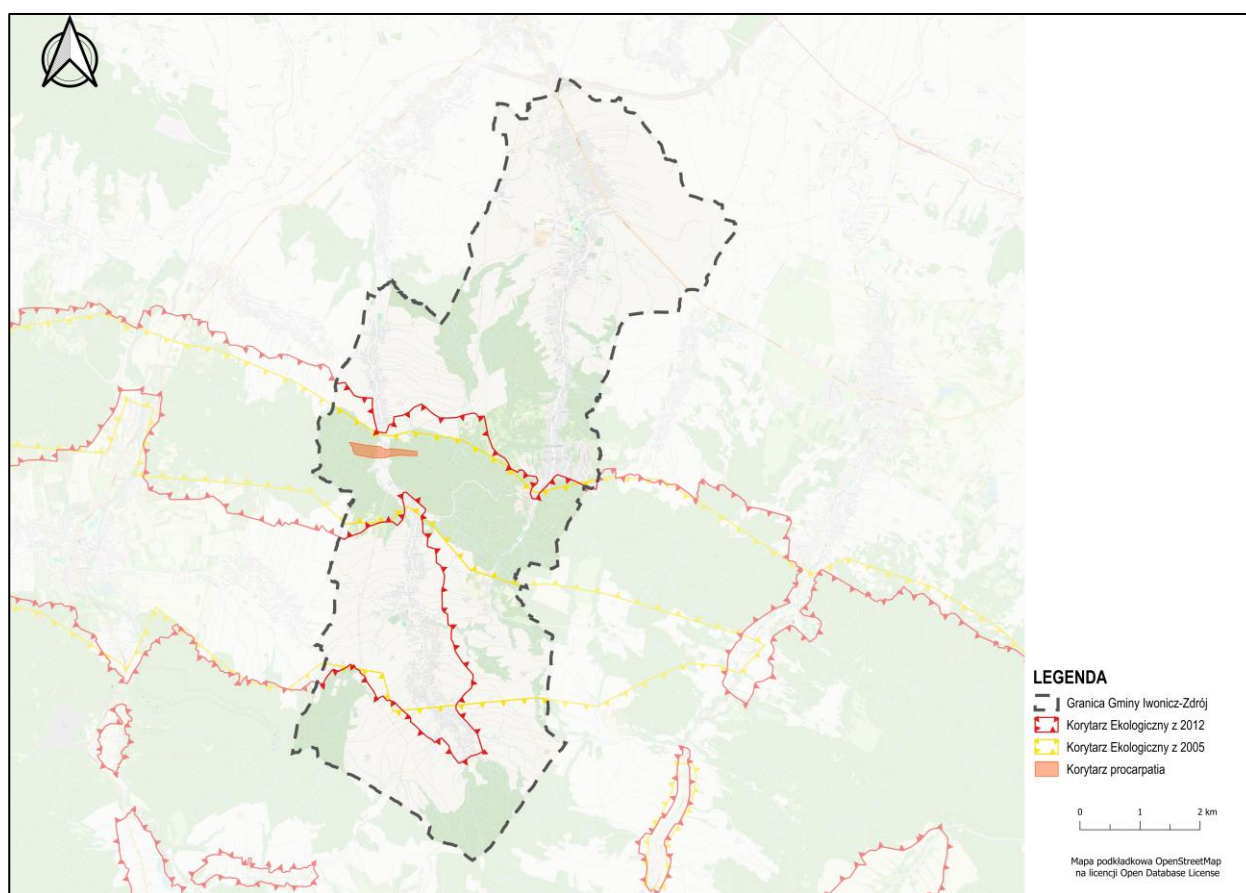 LEGENDA
Granica Gminy Iwonicz-Zdrój
Korytarz Ekologiczny z 2012
Korytarz Ekologiczny z 2005
Korytarz procarpatia
0 1 2 km
Mapa podkładkowa OpenStreetMap
na licencji Open Database License